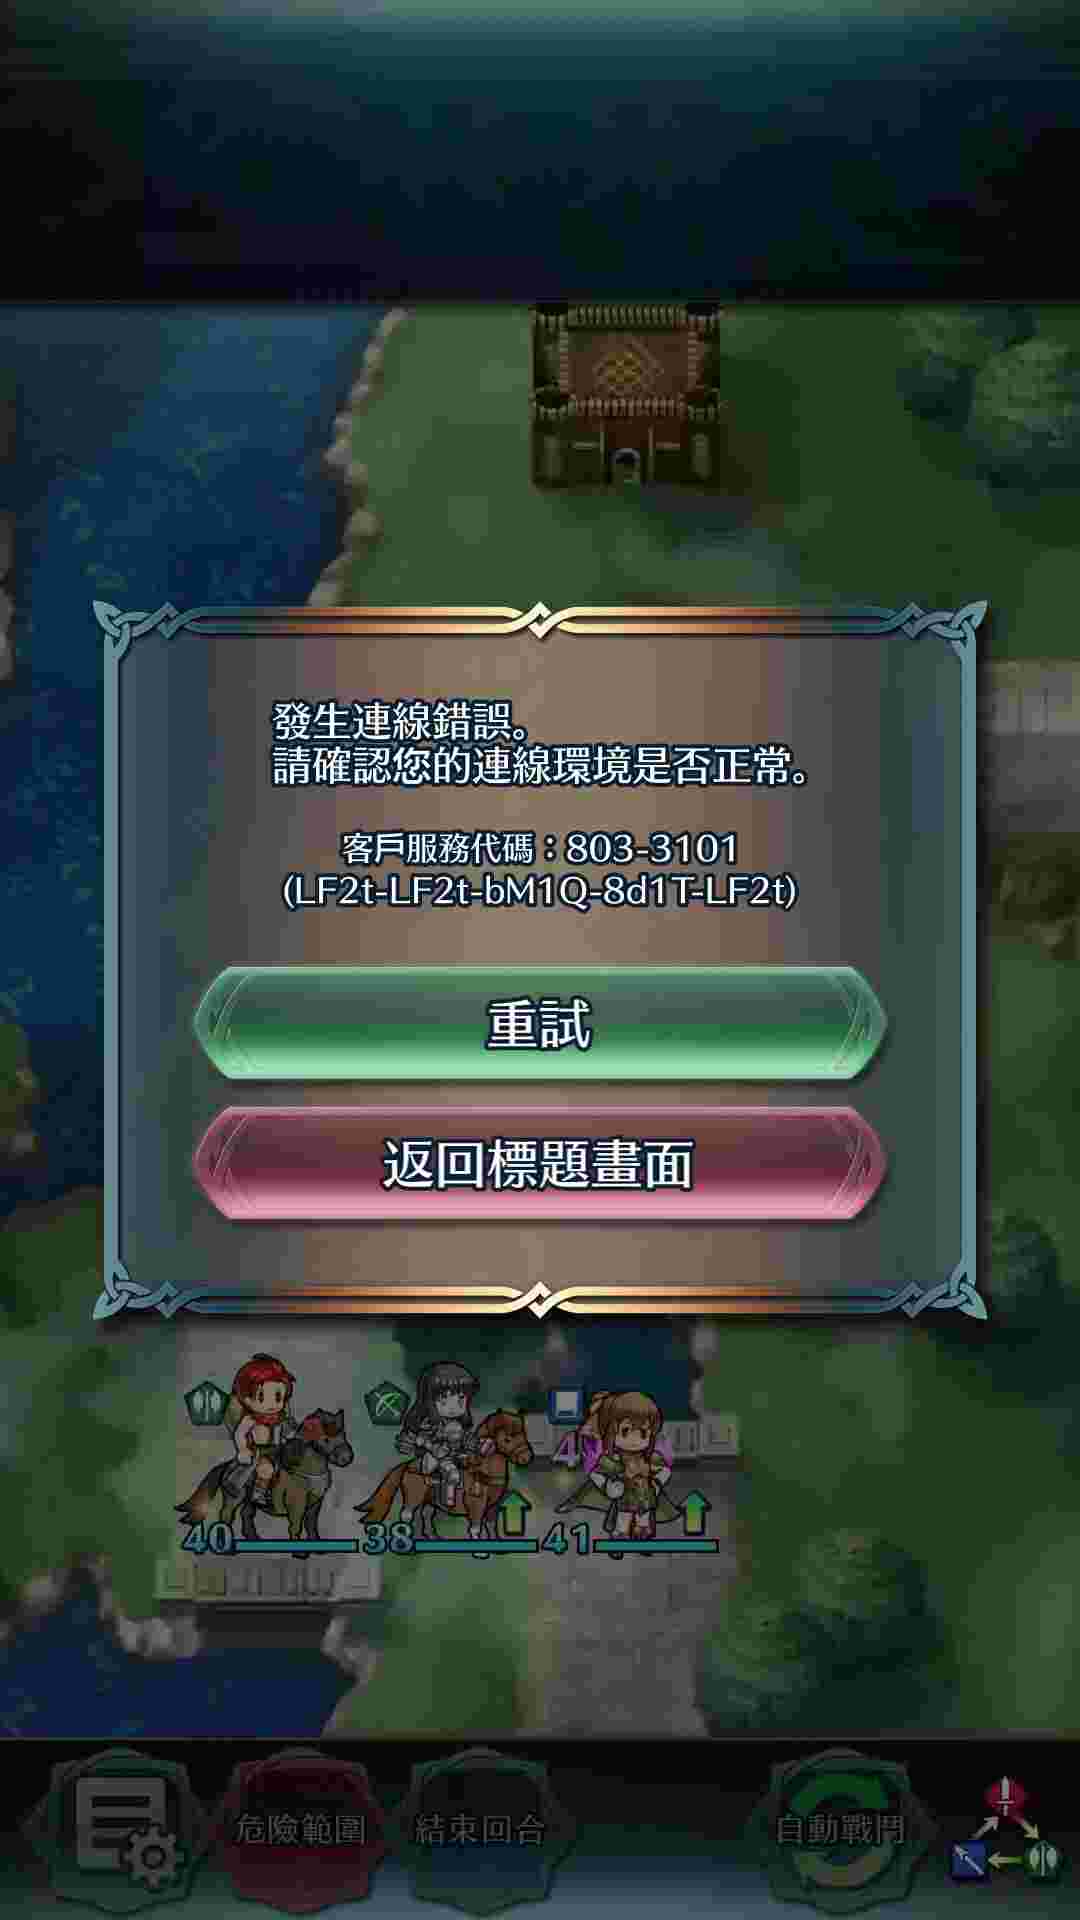 發生連線錯誤。
請確認您的連線環境是否正常。
客戶服務代碼：803-3101
(LF2t-LF2t-bM1Q-8d1T-LF2t)
重試
返回標題畫面
4
40
38
41
危險範圍
結束回合
自動戰鬥